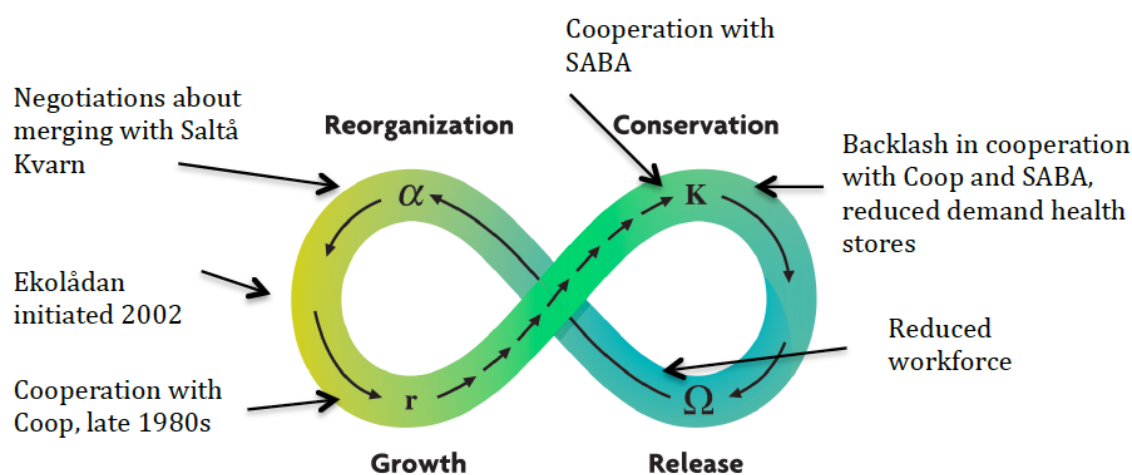 Cooperation with
SABA
Negotiations about
merging with Saltå
Kvarn
Reorganization
Conservation
Backlash in cooperation
with Coop and SABA,
reduced demand health
stores
α
K
Ekolådan
initiated 2002
Reduced
workforce
Cooperation with
Coop, late 1980s
r
Ω
Growth
Release